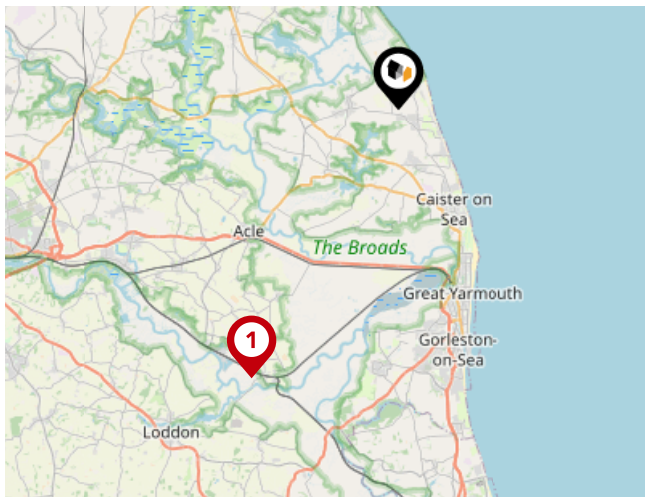 Caister on
Sea
Acle
The Broads
Great Yarmouth
Gorleston-
on-Sea
1
Loddon